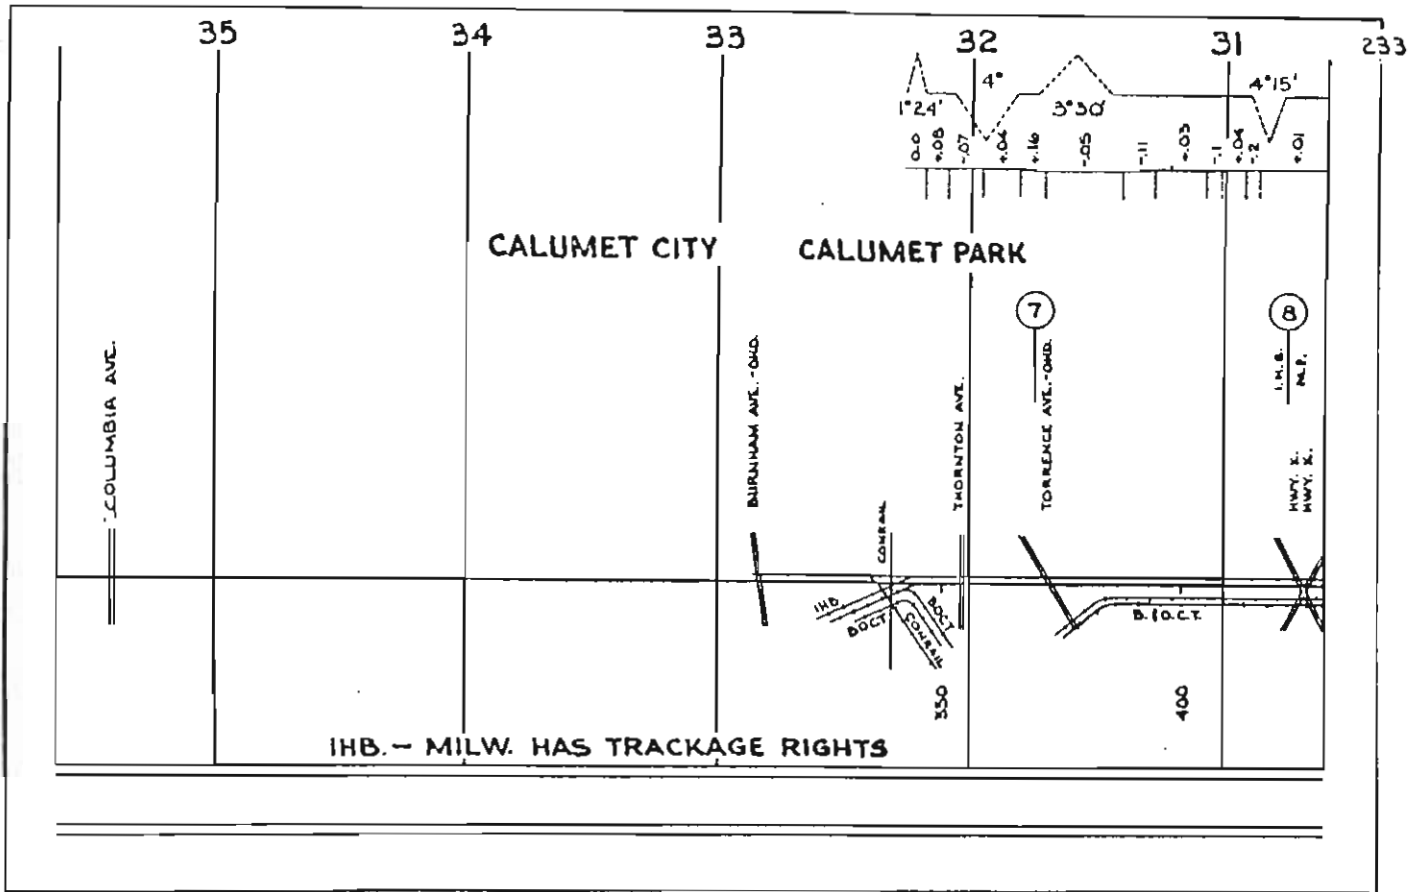 35 34 33 32 31 233
4° 4°15'
1°24' 3°30'
0.0 +.08 -.07 +.04 +.16 -.05 -.11 +.03 -.1 +.04 -.2 +.01
CALUMET CITY CALUMET PARK
7 8
COLUMBIA AVE.
BURNHAM AVE.-OHD.
CONRAIL
THORNTON AVE.
TORRENCE AVE.-OHD.
I.H.B.
M.P.
HWY. X.
HWY. X.
IHB
BOCT
BOCT
CONRAIL
B.&O.C.T.
350 400
IHB.- MILW. HAS TRACKAGE RIGHTS